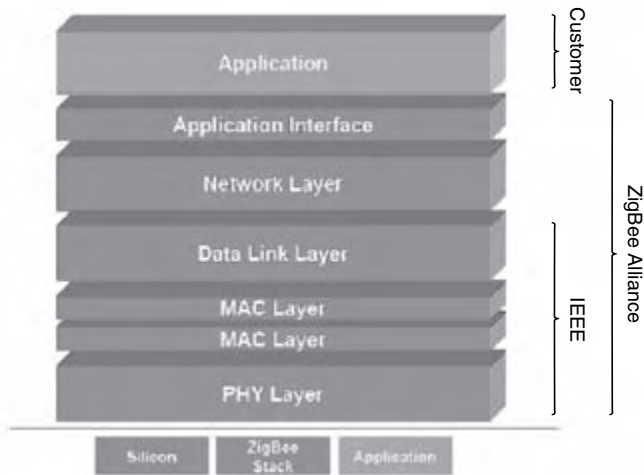 Application
Application Interface
Network Layer
Data Link Layer
MAC Layer
MAC Layer
PHY Layer
Customer
IEEE
ZigBee Alliance
Silicon
ZigBee
Stack
Application